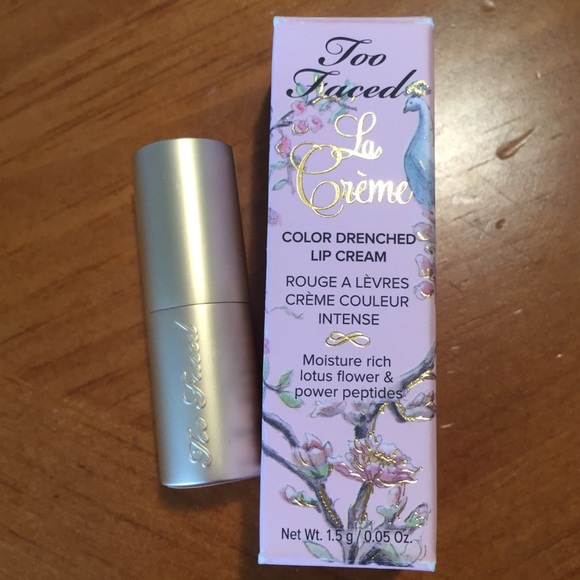 Too
Faced
La
Crème
COLOR DRENCHED
LIP CREAM
ROUGE A LÈVRES
CRÈME COULEUR
INTENSE
Moisture rich
lotus flower &
power peptides
Net Wt. 1.5 g / 0.05 Oz.
Too Faced